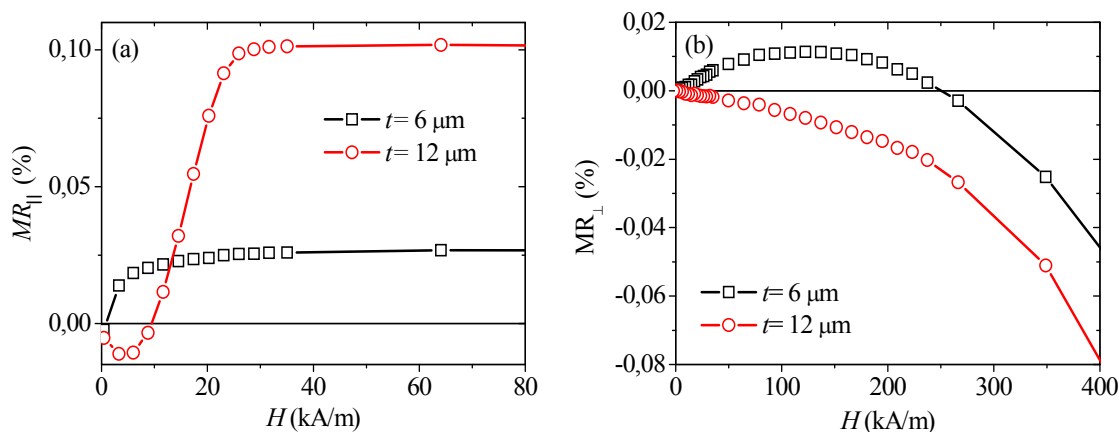 (a)
0,10
0,05
0,00
MR|| (%)
t= 6 μm
t= 12 μm
0 20 40 60 80
H (kA/m)
(b)
0,02
0,00
-0,02
-0,04
-0,06
-0,08
MR⊥ (%)
t= 6 μm
t= 12 μm
0 100 200 300 400
H (kA/m)